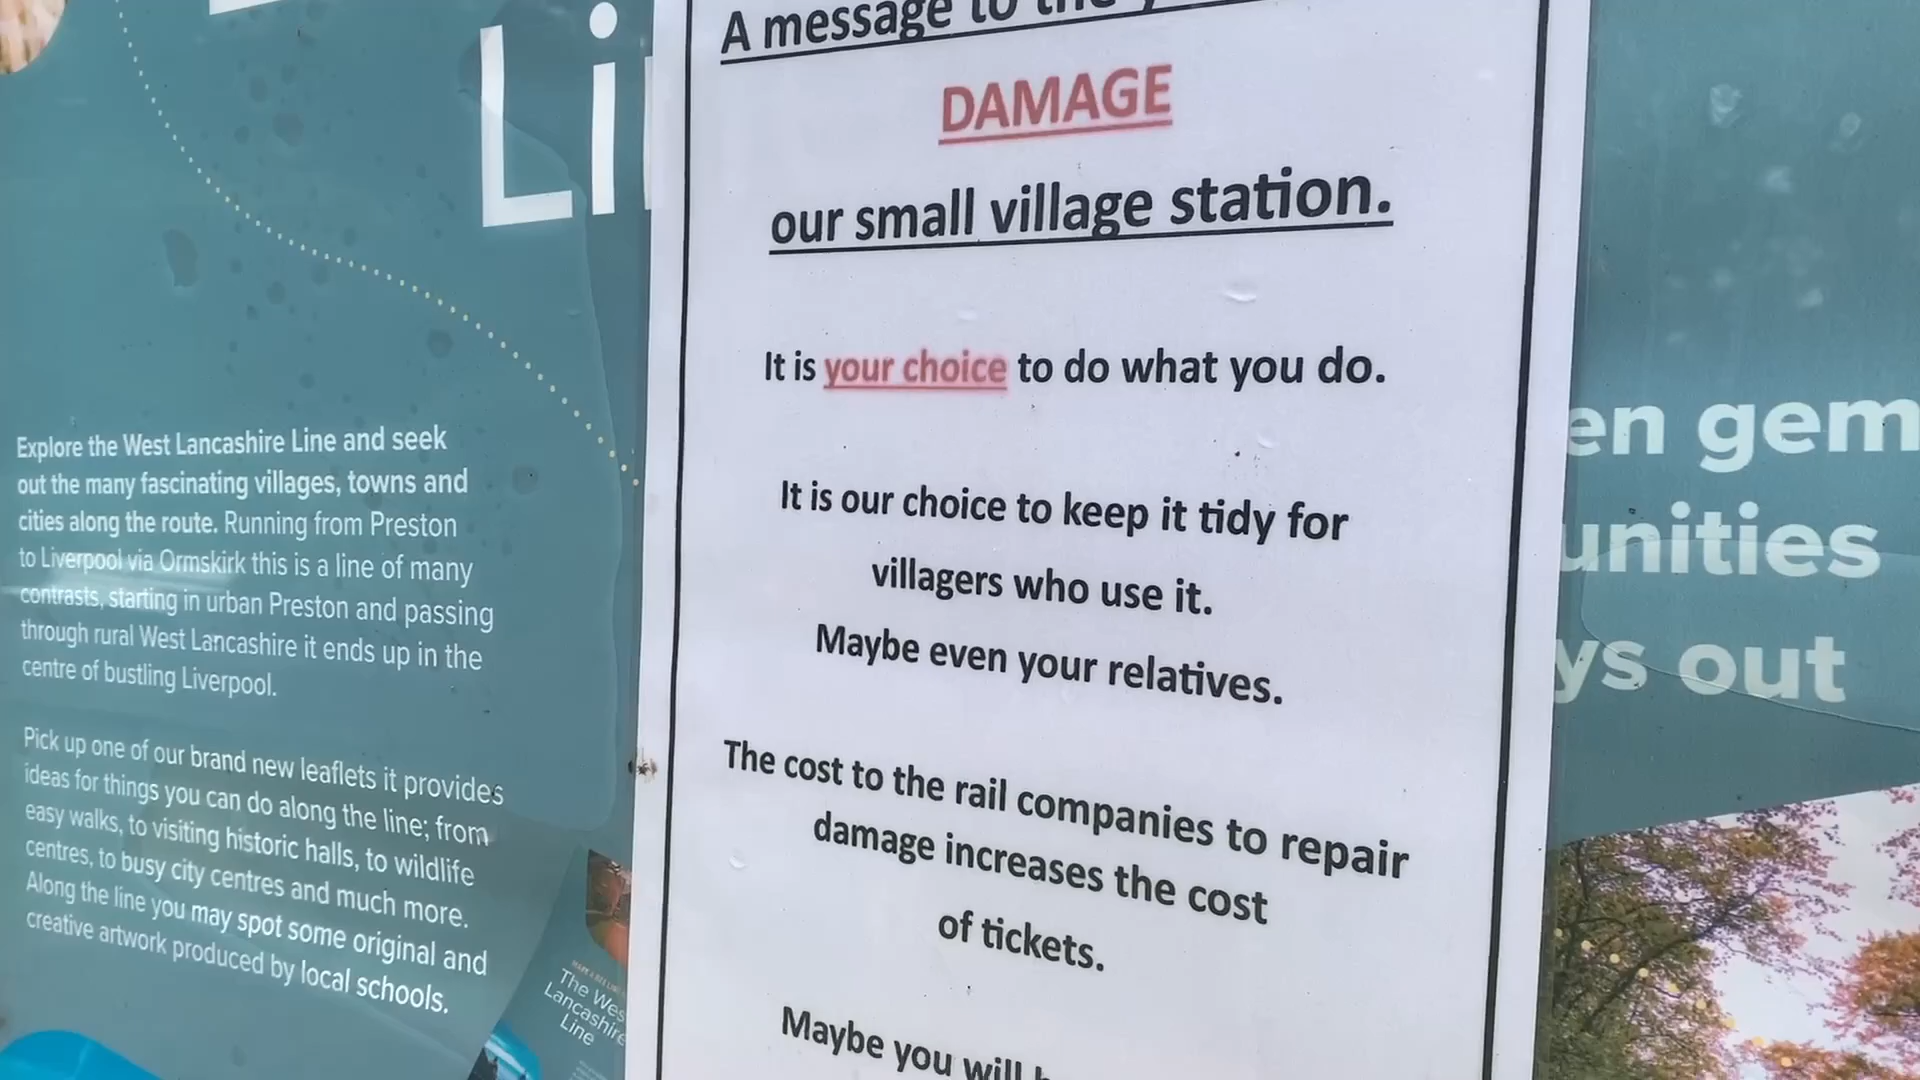 Li
Explore the West Lancashire Line and seek
out the many fascinating villages, towns and
cities along the route. Running from Preston
to Liverpool via Ormskirk this is a line of many
contrasts, starting in urban Preston and passing
through rural West Lancashire it ends up in the
centre of bustling Liverpool.
Pick up one of our brand new leaflets it provides
ideas for things you can do along the line; from
easy walks, to visiting historic halls, to wildlife
centres, to busy city centres and much more.
Along the line you may spot some original and
creative artwork produced by local schools.
The Wes
Lancashire
Line
A message to the
DAMAGE
our small village station.
It is your choice to do what you do.
It is our choice to keep it tidy for
villagers who use it.
Maybe even your relatives.
The cost to the rail companies to repair
damage increases the cost
of tickets.
Maybe you will
en gem
unities
ys out